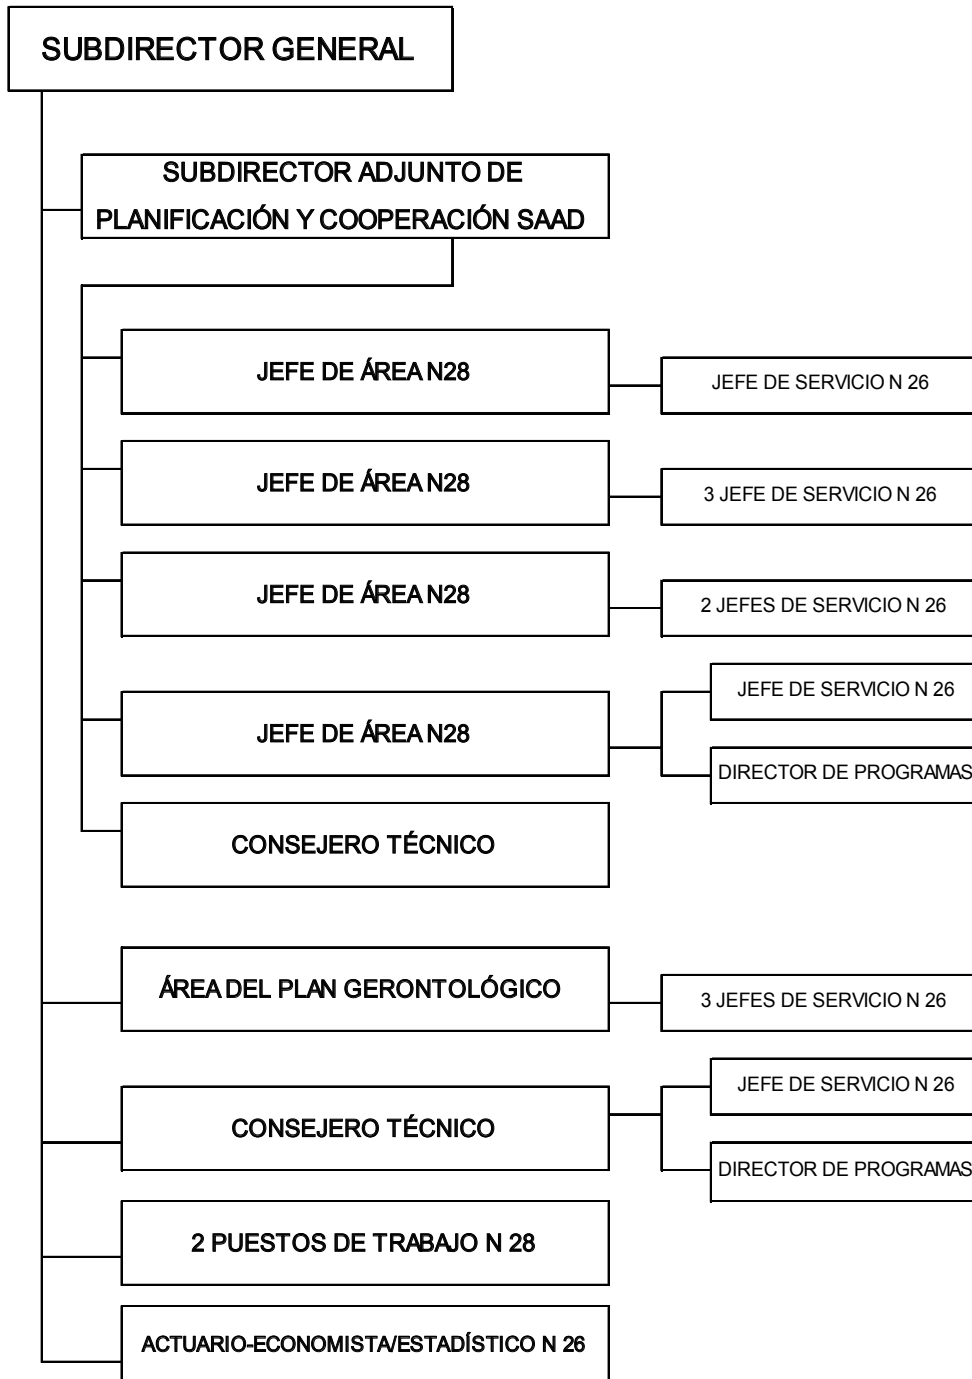 SUBDIRECTOR GENERAL
SUBDIRECTOR ADJUNTO DE
PLANIFICACIÓN Y COOPERACIÓN SAAD
JEFE DE ÁREA N28
JEFE DE SERVICIO N 26
JEFE DE ÁREA N28
3 JEFE DE SERVICIO N 26
JEFE DE ÁREA N28
2 JEFES DE SERVICIO N 26
JEFE DE ÁREA N28
JEFE DE SERVICIO N 26
DIRECTOR DE PROGRAMAS
CONSEJERO TÉCNICO
ÁREA DEL PLAN GERONTOLÓGICO
3 JEFES DE SERVICIO N 26
CONSEJERO TÉCNICO
JEFE DE SERVICIO N 26
DIRECTOR DE PROGRAMAS
2 PUESTOS DE TRABAJO N 28
ACTUARIO-ECONOMISTA/ESTADÍSTICO N 26